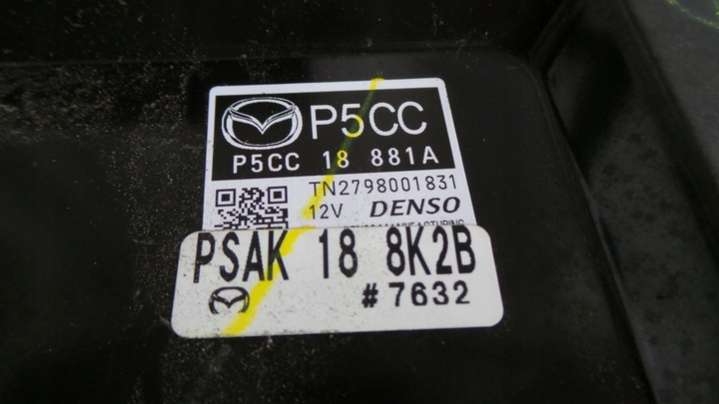 P5CC
P5CC 18 881A
TN2798001831
12V DENSO
PSAK 18 8K2B
#7632